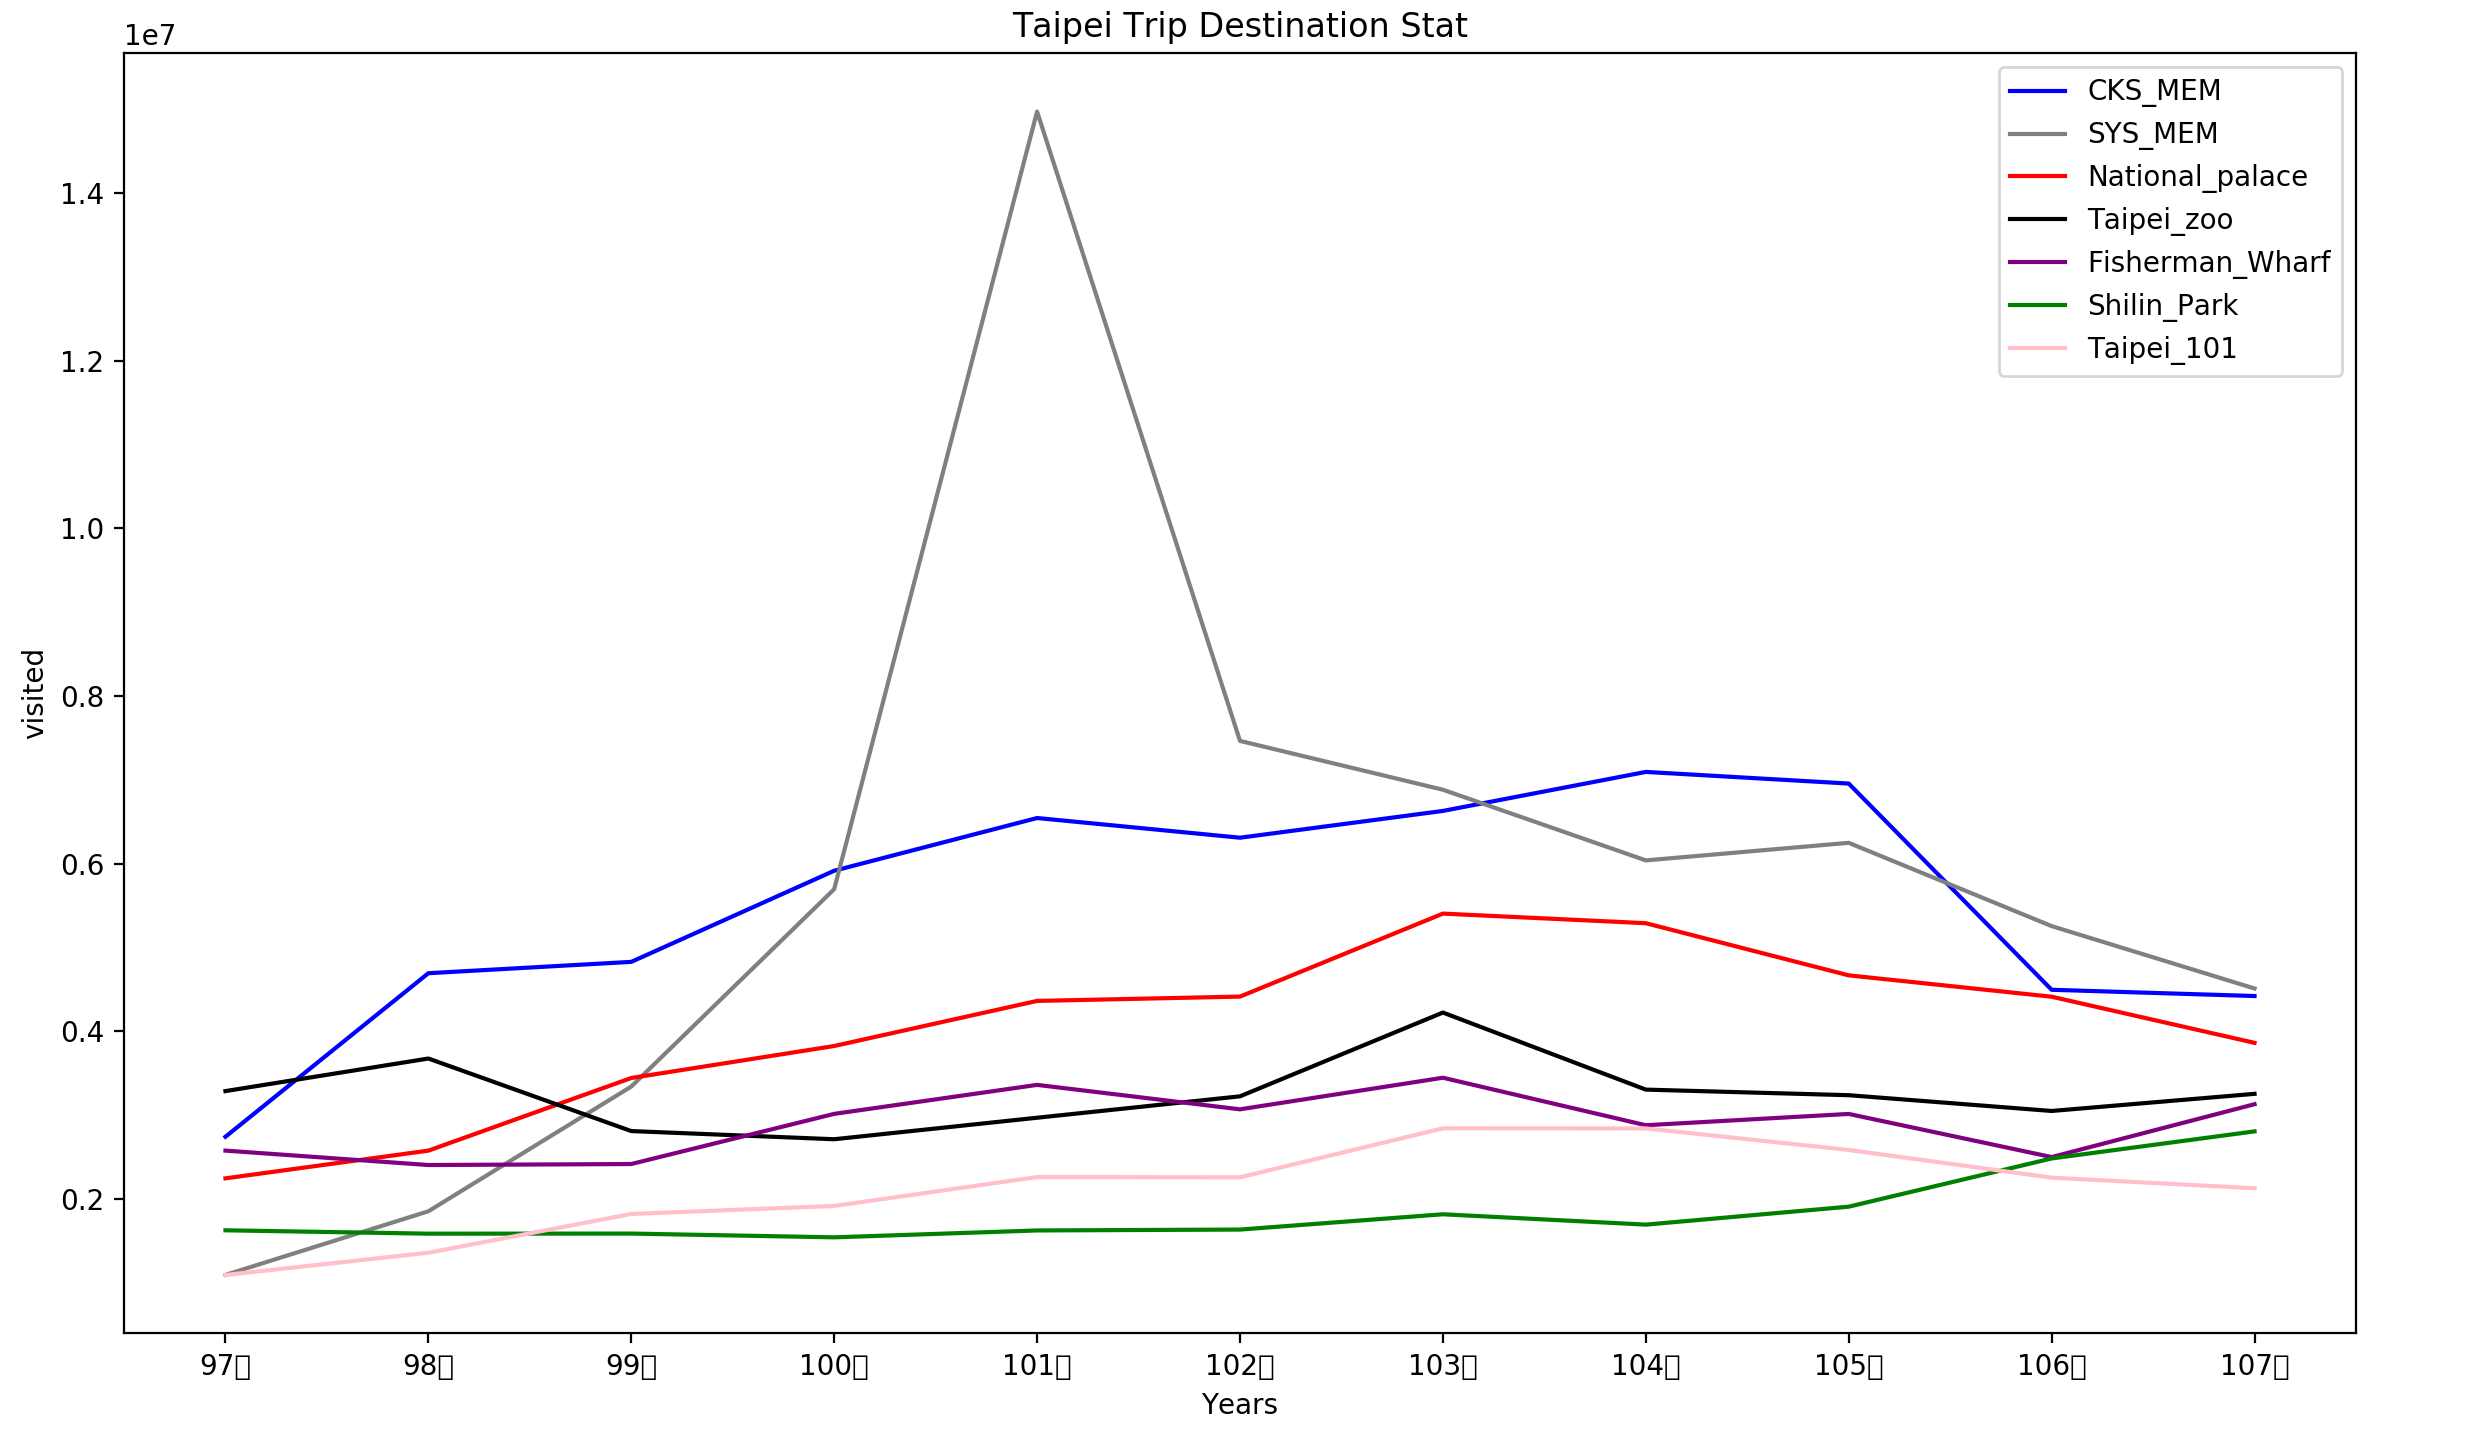 Taipei Trip Destination Stat
1e7
CKS_MEM
SYS_MEM
National_palace
Taipei_zoo
Fisherman_Wharf
Shilin_Park
Taipei_101
1.4
1.2
1.0
0.8
0.6
0.4
0.2
visited
97 98 99 100 101 102 103 104 105 106 107
Years